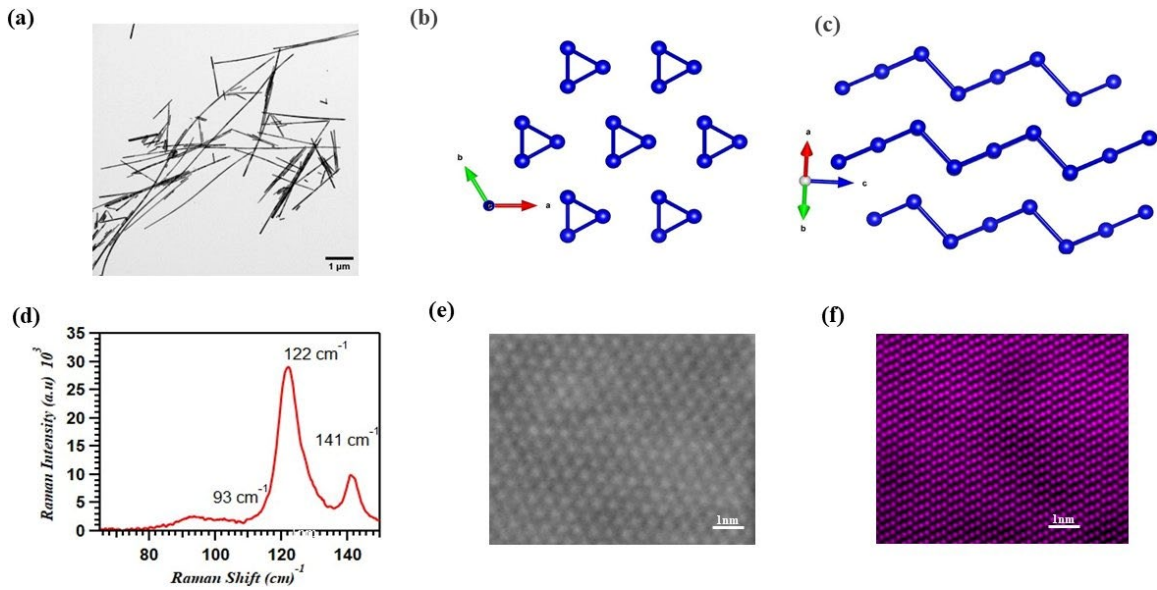 (a)
1 μm
(b)
b
a
c
(c)
a
c
b
(d)
35
30
25
20
15
10
5
0
Raman Intensity (a.u) 10^3
122 cm^-1
141 cm^-1
93 cm^-1
80
100
120
140
Raman Shift (cm)^-1
(e)
1nm
(f)
1nm